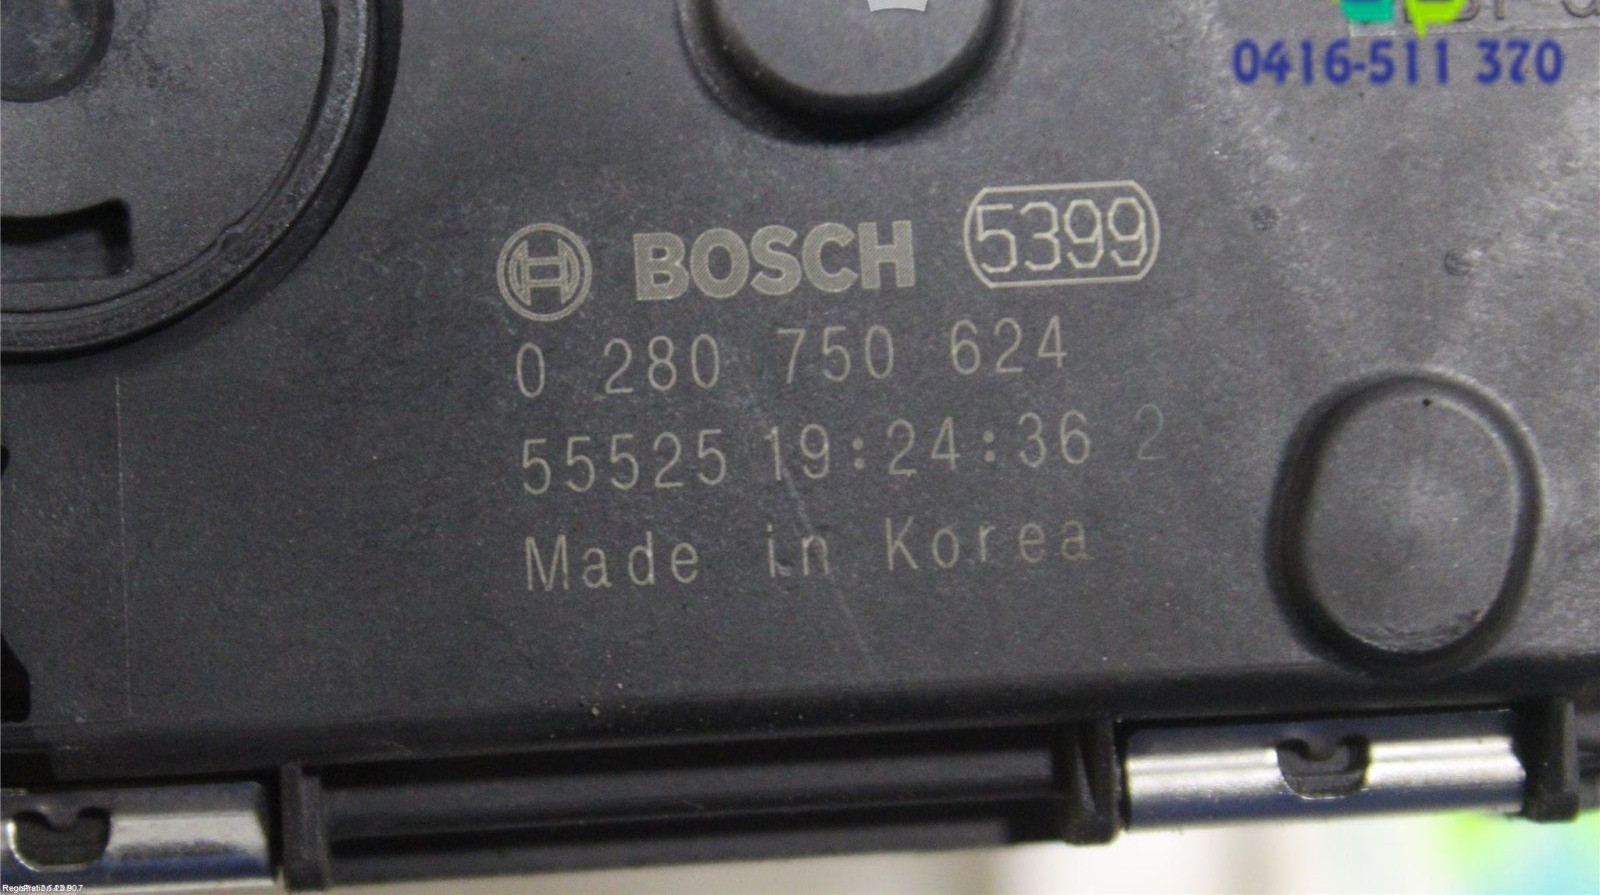 0416-511 370
BOSCH 5399
0 280 750 624
55525 19:24:36 2
Made in Korea